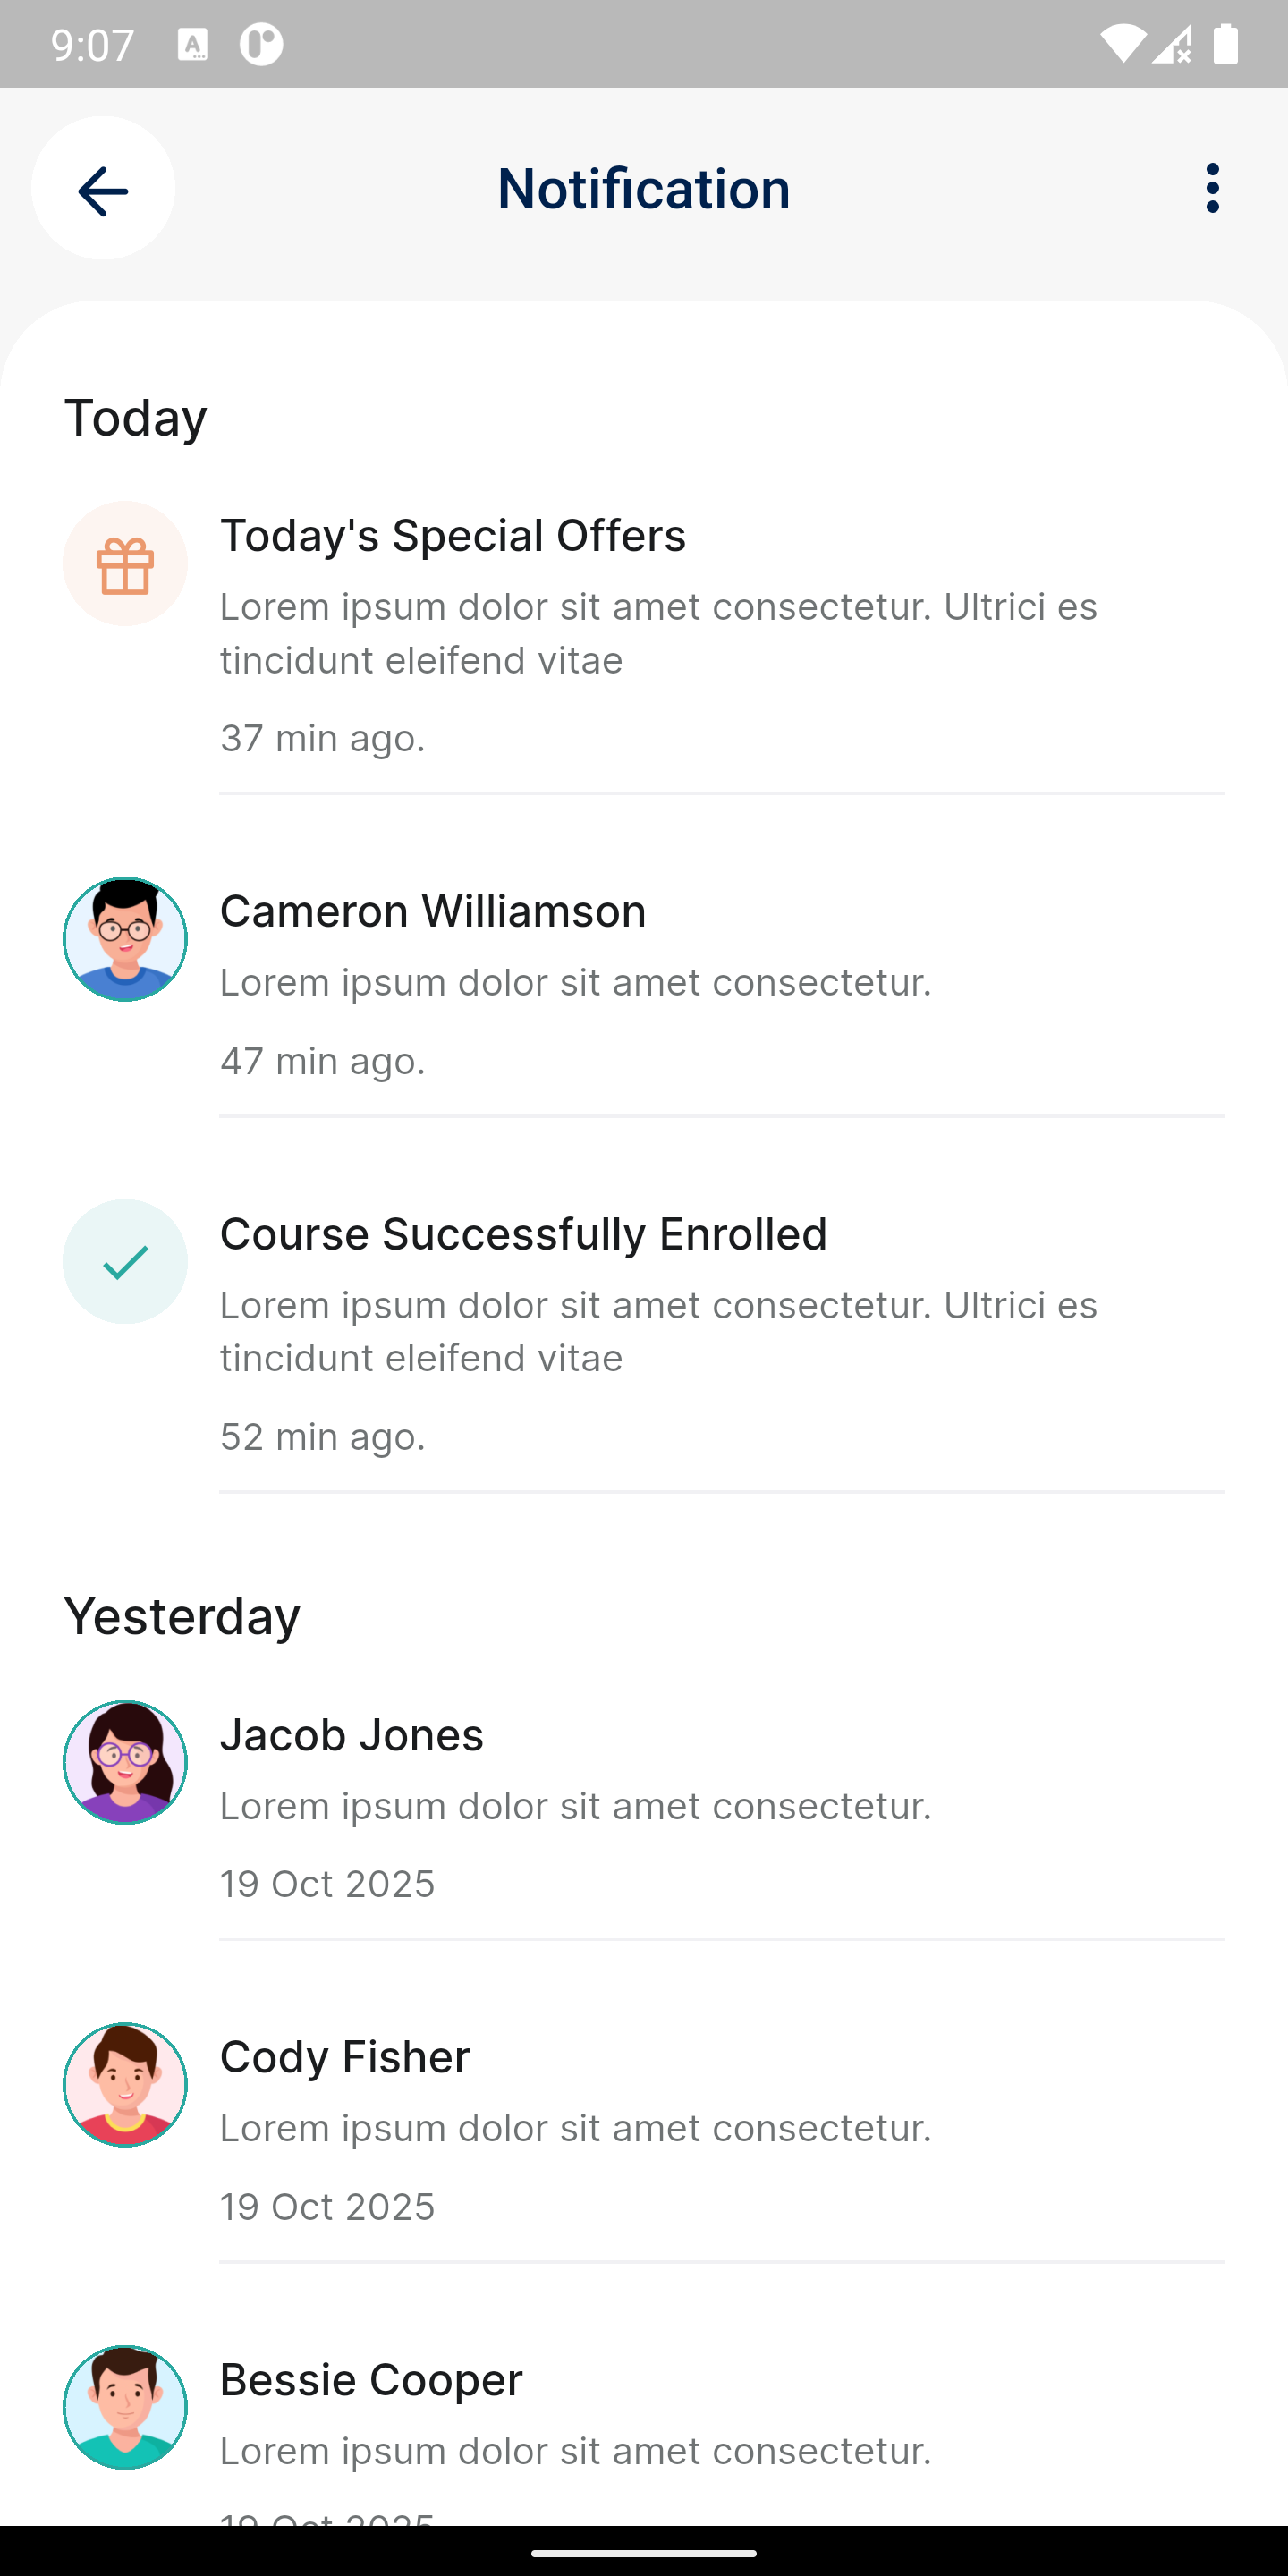 9:07
Notification
Today
Today's Special Offers
Lorem ipsum dolor sit amet consectetur. Ultrici es
tincidunt eleifend vitae
37 min ago.
Cameron Williamson
Lorem ipsum dolor sit amet consectetur.
47 min ago.
Course Successfully Enrolled
Lorem ipsum dolor sit amet consectetur. Ultrici es
tincidunt eleifend vitae
52 min ago.
Yesterday
Jacob Jones
Lorem ipsum dolor sit amet consectetur.
19 Oct 2025
Cody Fisher
Lorem ipsum dolor sit amet consectetur.
19 Oct 2025
Bessie Cooper
Lorem ipsum dolor sit amet consectetur.
19 Oct 2025